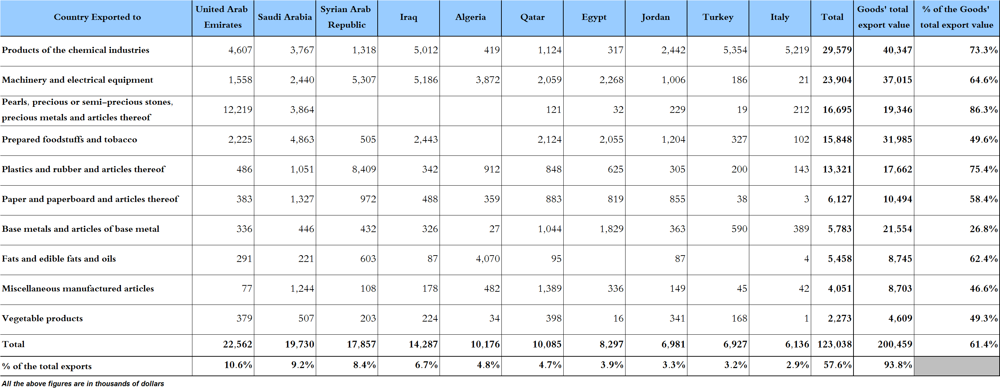 Country Exported to United Arab Emirates Saudi Arabia Syrian Arab Republic Iraq Algeria Qatar Egypt Jordan Turkey Italy Total Goods' total export value % of the Goods' total export value
Products of the chemical industries 4,607 3,767 1,318 5,012 419 1,124 317 2,442 5,354 5,219 29,579 40,347 73.3%
Machinery and electrical equipment 1,558 2,440 5,307 5,186 3,872 2,059 2,268 1,006 186 21 23,904 37,015 64.6%
Pearls, precious or semi-precious stones,
precious metals and articles thereof 12,219 3,864 121 32 229 19 212 16,695 19,346 86.3%
Prepared foodstuffs and tobacco 2,225 4,863 505 2,443 2,124 2,055 1,204 327 102 15,848 31,985 49.6%
Plastics and rubber and articles thereof 486 1,051 8,409 342 912 848 625 305 200 143 13,321 17,662 75.4%
Paper and paperboard and articles thereof 383 1,327 972 488 359 883 819 855 38 3 6,127 10,494 58.4%
Base metals and articles of base metal 336 446 432 326 27 1,044 1,829 363 590 389 5,783 21,554 26.8%
Fats and edible fats and oils 291 221 603 87 4,070 95 87 4 5,458 8,745 62.4%
Miscellaneous manufactured articles 77 1,244 108 178 482 1,389 336 149 45 42 4,051 8,703 46.6%
Vegetable products 379 507 203 224 34 398 16 341 168 1 2,273 4,609 49.3%
Total 22,562 19,730 17,857 14,287 10,176 10,085 8,297 6,981 6,927 6,136 123,038 200,459 61.4%
% of the total exports 10.6% 9.2% 8.4% 6.7% 4.8% 4.7% 3.9% 3.3% 3.2% 2.9% 57.6% 93.8%
All the above figures are in thousands of dollars